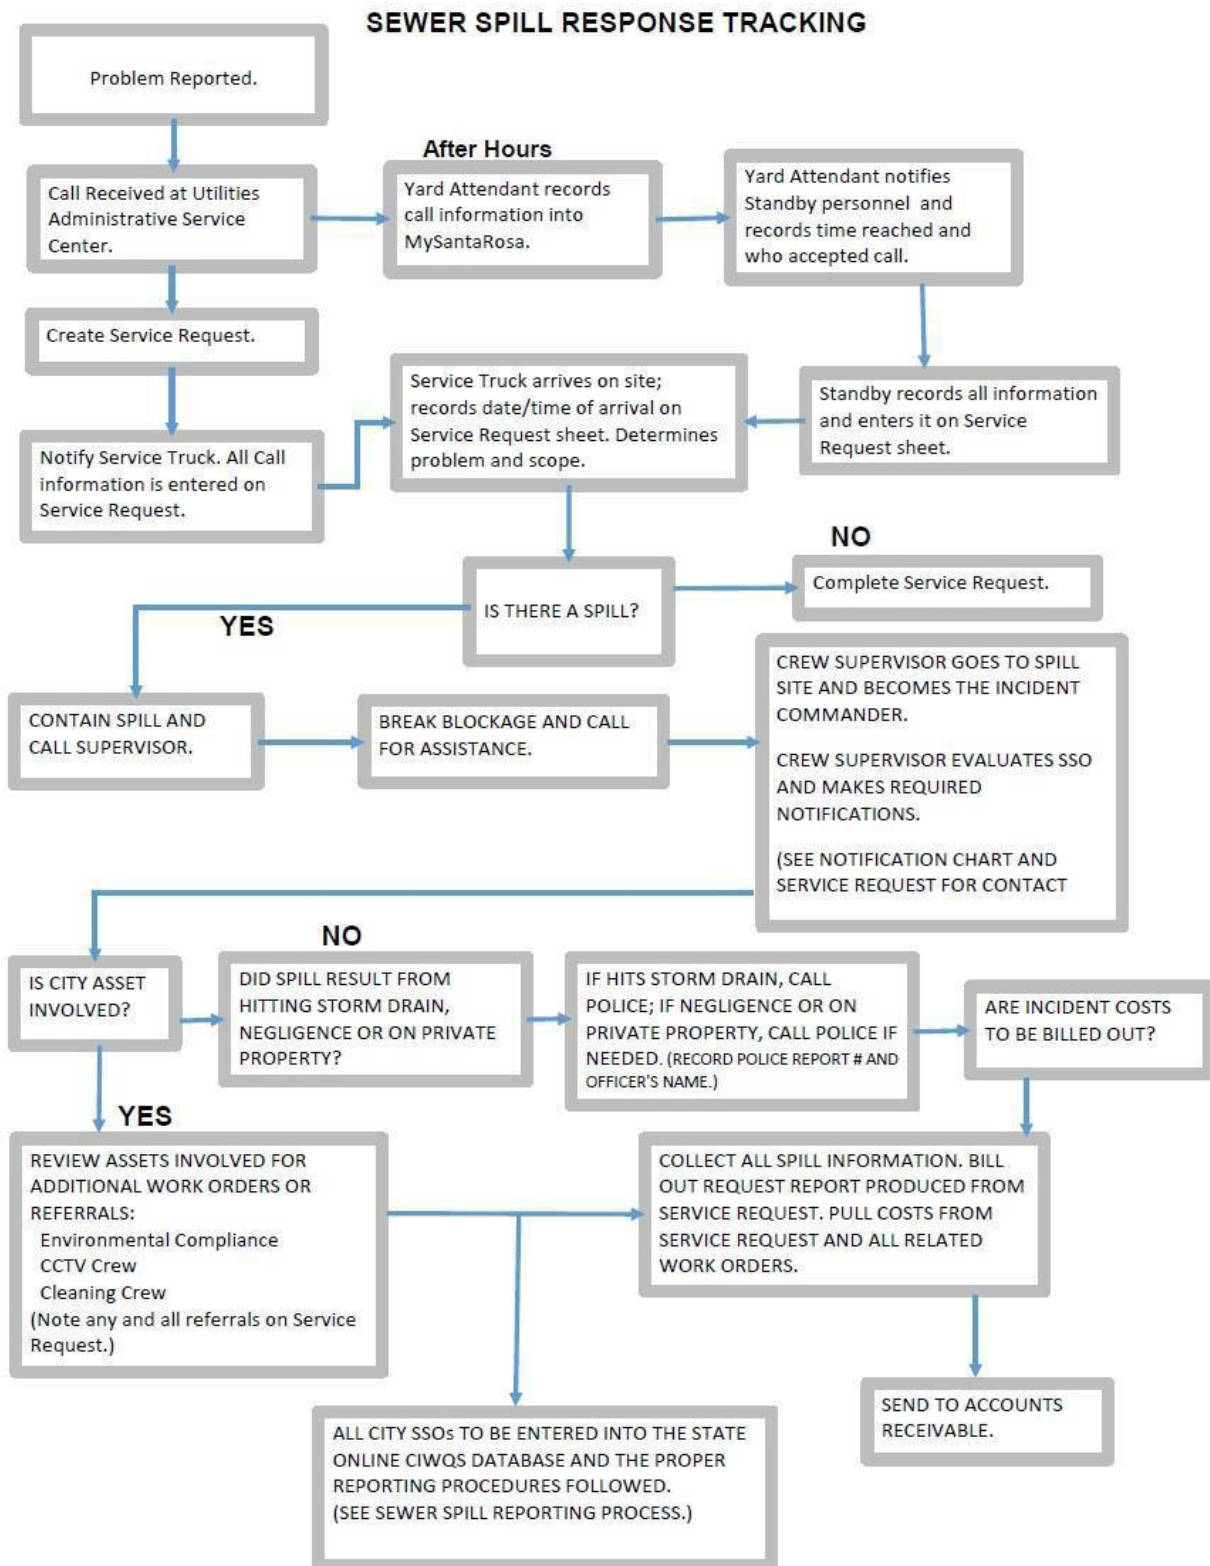 SEWER SPILL RESPONSE TRACKING
Problem Reported.
After Hours
Call Received at Utilities
Administrative Service
Center.
Yard Attendant records
call information into
MySantaRosa.
Yard Attendant notifies
Standby personnel and
records time reached and
who accepted call.
Create Service Request.
Service Truck arrives on site;
records date/time of arrival on
Service Request sheet. Determines
problem and scope.
Standby records all information
and enters it on Service
Request sheet.
Notify Service Truck. All Call
information is entered on
Service Request.
NO
IS THERE A SPILL?
Complete Service Request.
YES
CONTAIN SPILL AND
CALL SUPERVISOR.
BREAK BLOCKAGE AND CALL
FOR ASSISTANCE.
CREW SUPERVISOR GOES TO SPILL
SITE AND BECOMES THE INCIDENT
COMMANDER.
CREW SUPERVISOR EVALUATES SSO
AND MAKES REQUIRED
NOTIFICATIONS.
(SEE NOTIFICATION CHART AND
SERVICE REQUEST FOR CONTACT
NO
IS CITY ASSET
INVOLVED?
DID SPILL RESULT FROM
HITTING STORM DRAIN,
NEGLIGENCE OR ON PRIVATE
PROPERTY?
IF HITS STORM DRAIN, CALL
POLICE; IF NEGLIGENCE OR ON
PRIVATE PROPERTY, CALL POLICE IF
NEEDED. (RECORD POLICE REPORT # AND
OFFICER'S NAME.)
ARE INCIDENT COSTS
TO BE BILLED OUT?
YES
REVIEW ASSETS INVOLVED FOR
ADDITIONAL WORK ORDERS OR
REFERRALS:
Environmental Compliance
CCTV Crew
Cleaning Crew
(Note any and all referrals on Service
Request.)
COLLECT ALL SPILL INFORMATION. BILL
OUT REQUEST REPORT PRODUCED FROM
SERVICE REQUEST. PULL COSTS FROM
SERVICE REQUEST AND ALL RELATED
WORK ORDERS.
SEND TO ACCOUNTS
RECEIVABLE.
ALL CITY SSOs TO BE ENTERED INTO THE STATE
ONLINE CIWQS DATABASE AND THE PROPER
REPORTING PROCEDURES FOLLOWED.
(SEE SEWER SPILL REPORTING PROCESS.)